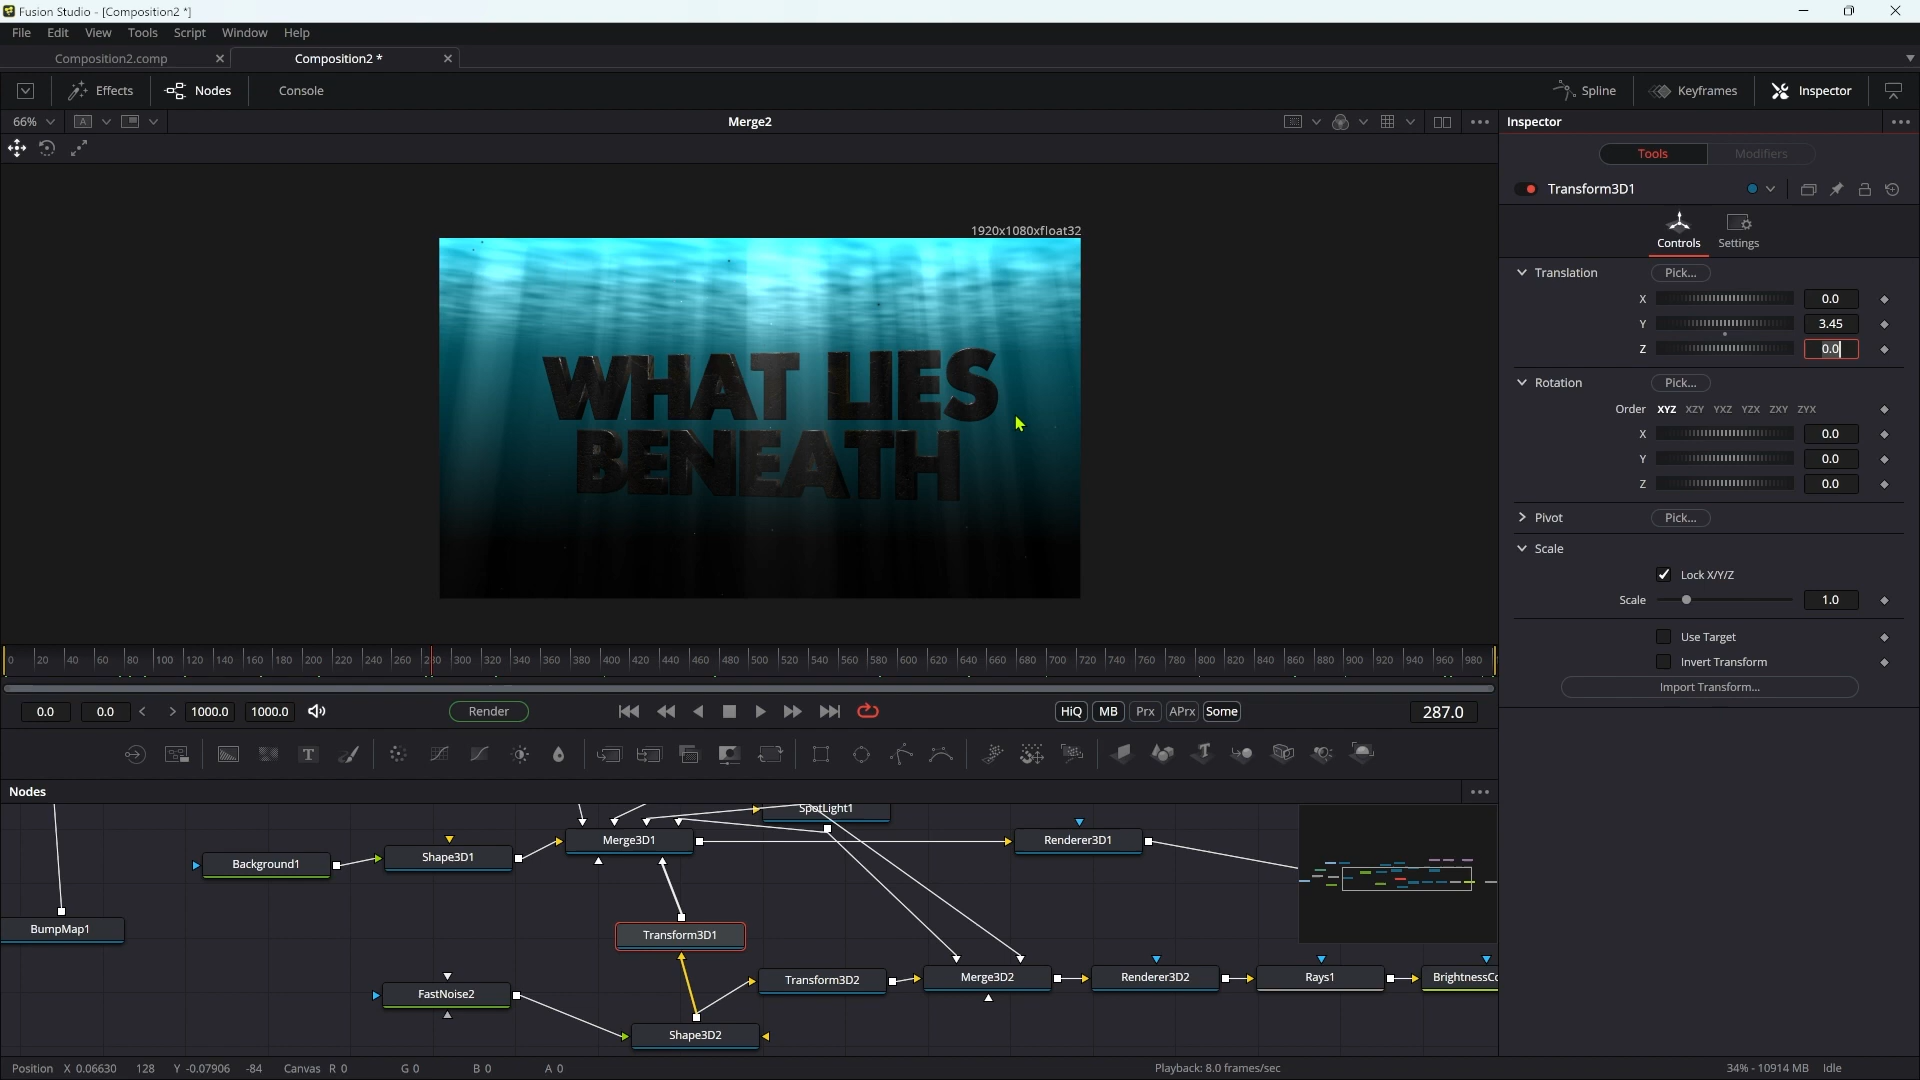 Fusion Studio - [Composition2 *]
File Edit View Tools Script Window Help
Composition2.comp Composition2 *
Effects Nodes Console Spline Keyframes Inspector
66% A Merge2 Inspector
Tools Modifiers
Transform3D1
Controls Settings
1920x1080xfloat32
WHAT LIES
BENEATH
Translation Pick...
X 0.0
Y 3.45
Z 0.0
Rotation Pick...
Order XYZ XZY YXZ YZX ZXY ZYX
X 0.0
Y 0.0
Z 0.0
Pivot Pick...
Scale
Lock X/Y/Z
Scale 1.0
Use Target
Invert Transform
Import Transform...
0 20 40 60 80 100 120 140 160 180 200 220 240 260 280 300 320 340 360 380 400 420 440 460 480 500 520 540 560 580 600 620 640 660 680 700 720 740 760 780 800 820 840 860 880 900 920 940 960 980
0.0 0.0 < > 1000.0 1000.0 Render HiQ MB Prx APrx Some 287.0
T
Nodes
SpotLight1
Merge3D1 Renderer3D1
Background1 Shape3D1
BumpMap1 Transform3D1
Transform3D2 Merge3D2 Renderer3D2 Rays1 BrightnessCo
FastNoise2
Shape3D2
Position X 0.06630 128 Y -0.07906 -84 Canvas R 0 G 0 B 0 A 0 Playback: 8.0 frames/sec 34% - 10914 MB Idle